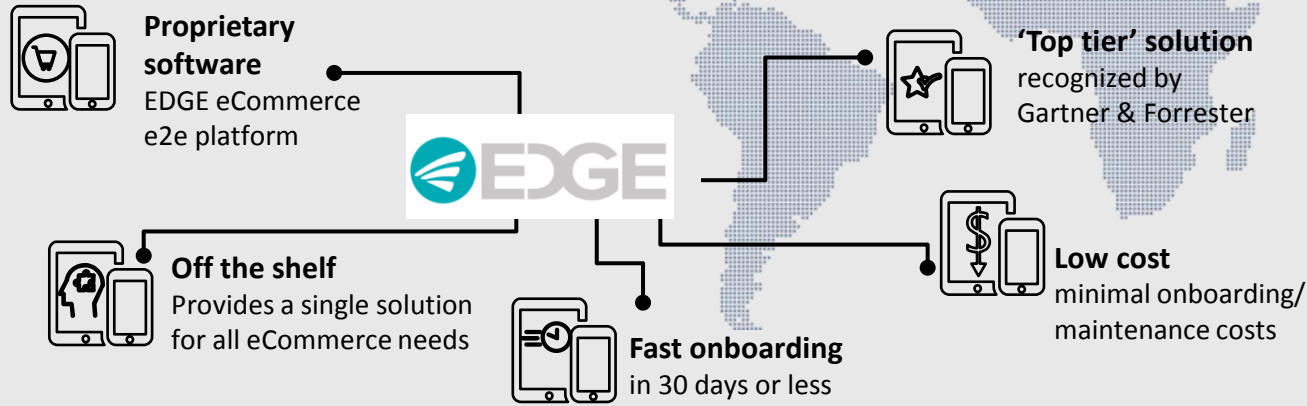 Proprietary
software
EDGE eCommerce
e2e platform
'Top tier' solution
recognized by
Gartner & Forrester
EDGE
Off the shelf
Provides a single solution
for all eCommerce needs
Low cost
minimal onboarding/
maintenance costs
Fast onboarding
in 30 days or less